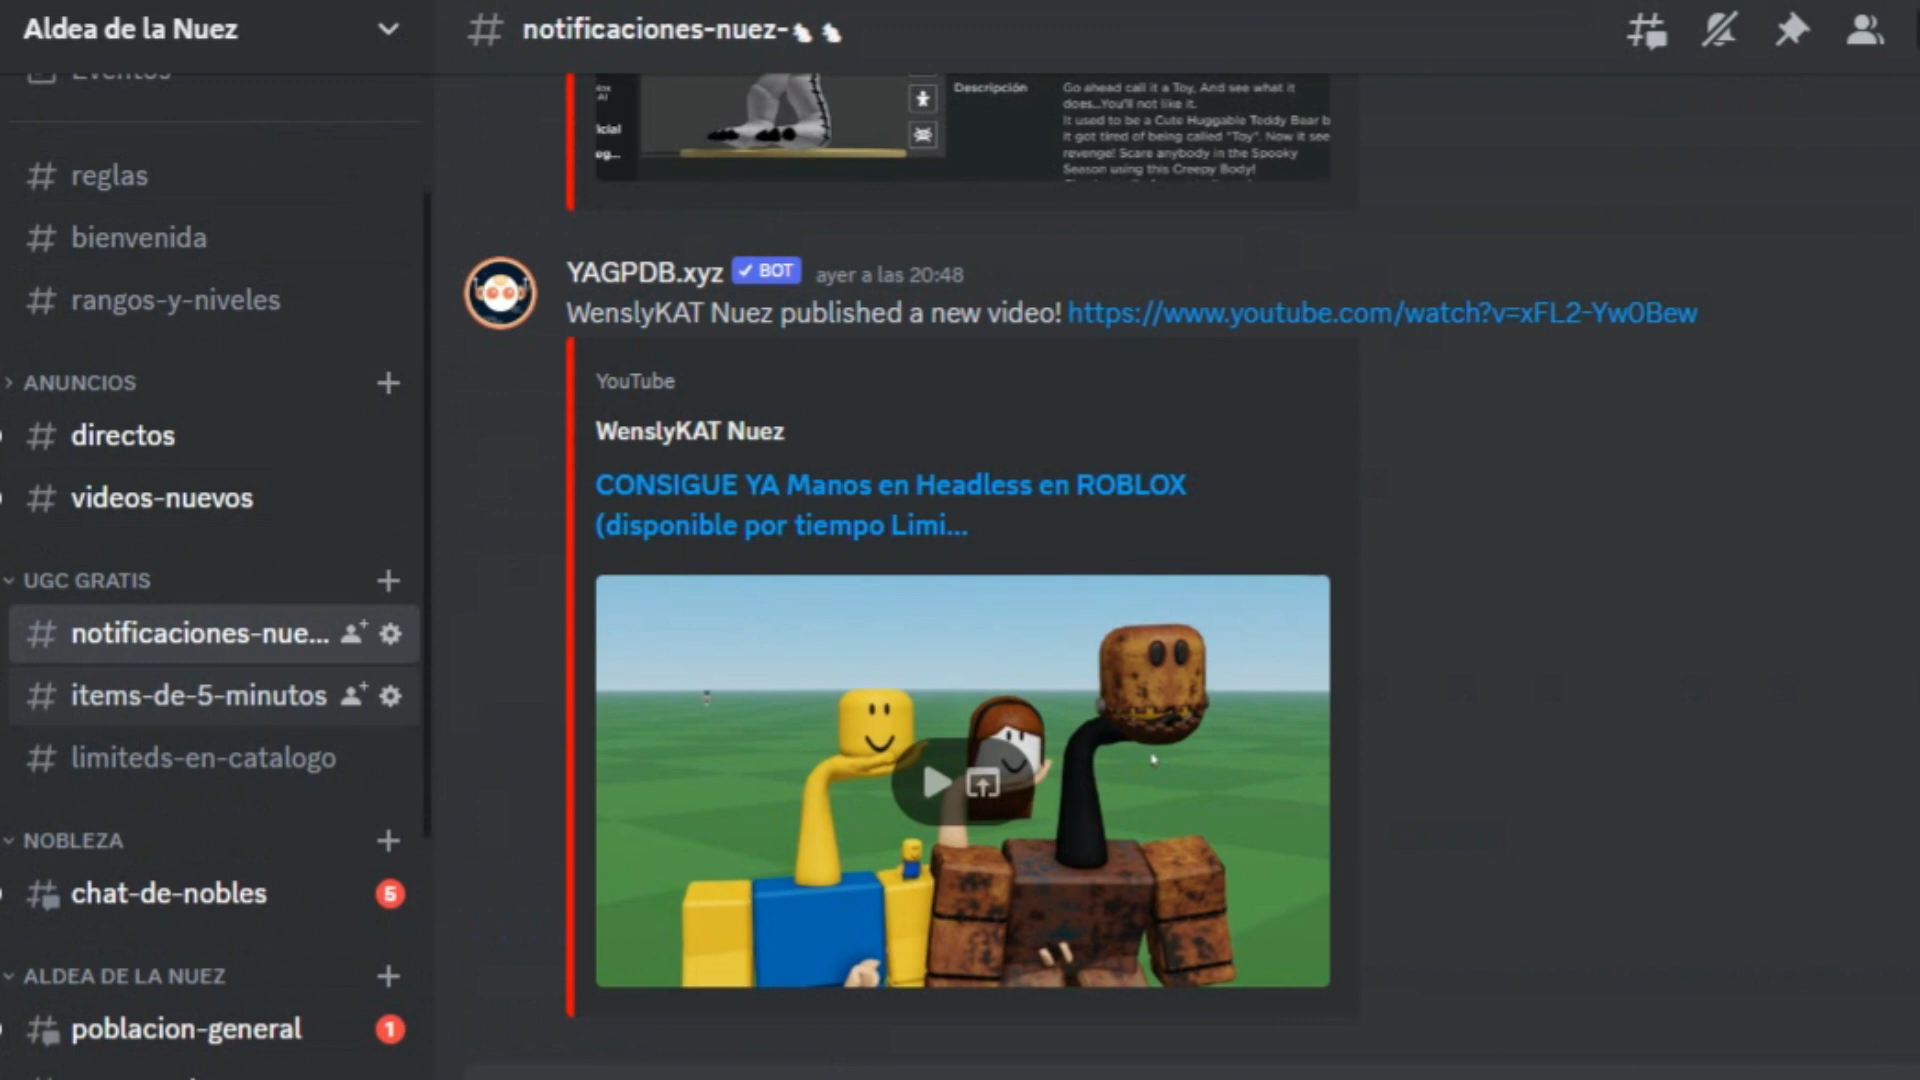 Aldea de la Nuez
Eventos
reglas
bienvenida
rangos-y-niveles
ANUNCIOS
directos
videos-nuevos
UGC GRATIS
notificaciones-nue...
items-de-5-minutos
limiteds-en-catalogo
NOBLEZA
chat-de-nobles
5
ALDEA DE LA NUEZ
poblacion-general
1
notificaciones-nuez-
Descripción
Go ahead call it a Toy, And see what it
does...You'll not like it.
It used to be a Cute Huggable Teddy Bear b
it got tired of being called "Toy". Now it see
revenge! Scare anybody in the Spooky
Season using this Creepy Body!
YAGPDB.xyz BOT ayer a las 20:48
WenslyKAT Nuez published a new video! https://www.youtube.com/watch?v=xFL2-Yw0Bew
YouTube
WenslyKAT Nuez
CONSIGUE YA Manos en Headless en ROBLOX
(disponible por tiempo Limi...